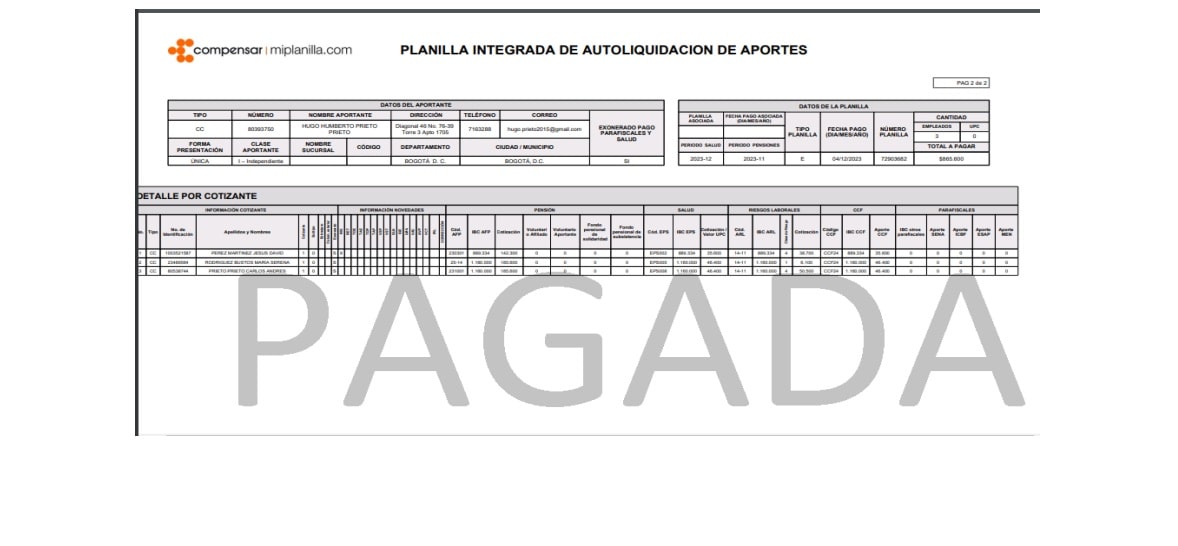 compensar | miplanilla.com
PLANILLA INTEGRADA DE AUTOLIQUIDACION DE APORTES
PAG 2 de 2
DATOS DEL APORTANTE
TIPO NÚMERO NOMBRE APORTANTE DIRECCIÓN TELÉFONO CORREO EXONERADO PAGO PARAFISCALES Y SALUD
CC 80393750 HUGO HUMBERTO PRIETO PRIETO Diagonal 46 No. 76-39 Torre 3 Apto 1705 7163288 hugo.prieto2015@gmail.com
FORMA PRESENTACIÓN CLASE APORTANTE NOMBRE SUCURSAL CÓDIGO DEPARTAMENTO CIUDAD / MUNICIPIO
ÚNICA I – Independiente BOGOTÁ D. C. BOGOTÁ, D.C. SI
DATOS DE LA PLANILLA
PLANILLA ASOCIADA FECHA PAGO ASOCIADA (DIA/MES/AÑO) TIPO PLANILLA FECHA PAGO (DIA/MES/AÑO) NÚMERO PLANILLA CANTIDAD
EMPLEADOS UPC
3 0
PERIODO SALUD PERIODO PENSIONES TOTAL A PAGAR
2023-12 2023-11 E 04/12/2023 72903682 $865.600
DETALLE POR COTIZANTE
INFORMACIÓN COTIZANTE INFORMACIÓN NOVEDADES PENSIÓN SALUD RIESGOS LABORALES CCF PARAFISCALES
No. Tipo No. de Identificación Apellidos y Nombres Cód. AFP IBC AFP Cotización Voluntario Afiliado Voluntario Aportante Fondo pensional de solidaridad Fondo pensional de subsistencia Cód. EPS IBC EPS Cotización / Valor UPC Cód. ARL IBC ARL Cotización Código CCF IBC CCF Aporte CCF IBC otros parafiscales Aporte SENA Aporte ICBF Aporte ESAP Aporte MEN
1 CC PEREZ MARTINEZ JESUS DAVID 1 0 230301 889.334 142.300 0 0 0 0 EPS002 889.334 35.600 14-11 889.334 4 38.700 CCF24 889.334 35.600 0 0 0 0 0
2 CC RODRIGUEZ BUSTOS MARIA SERENA 1 0 25-14 1.160.000 185.600 0 0 0 0 1.160.000 46.400 14-11 1.160.000 1 6.100 CCF24 1.160.000 46.400 0 0 0 0 0
3 CC PRIETO PRIETO CARLOS ANDRES 1 0 231001 1.160.000 185.600 0 0 0 0 1.160.000 46.400 14-11 1.160.000 4 50.500 CCF24 1.160.000 46.400 0 0 0 0 0
PAGADA